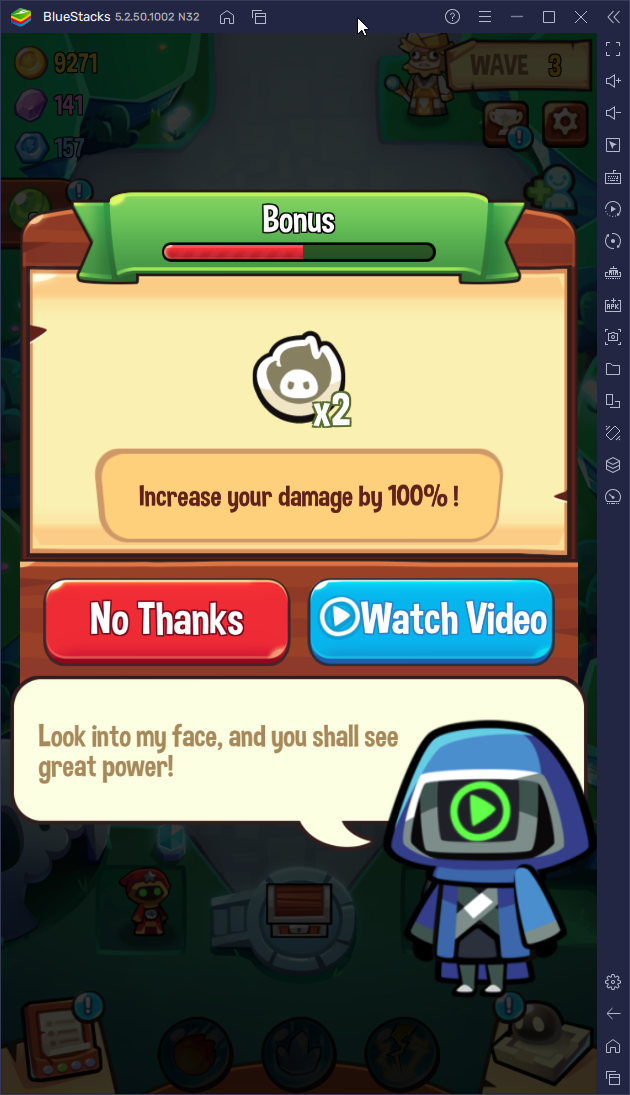 BlueStacks 5.2.50.1002 N32
9271
WAVE 3
141
157
Bonus
x2
Increase your damage by 100% !
No Thanks
Watch Video
Look into my face, and you shall see
great power!